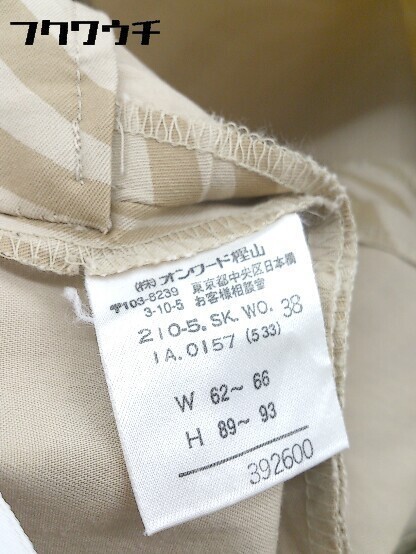 フクワウチ
(株)オンワード樫山
〒103-8239 東京都中央区日本橋
3-10-5 お客様相談室
210-5.SK.WO. 38
1A.0157 (533)
W 62~ 66
H 89~ 93
392600